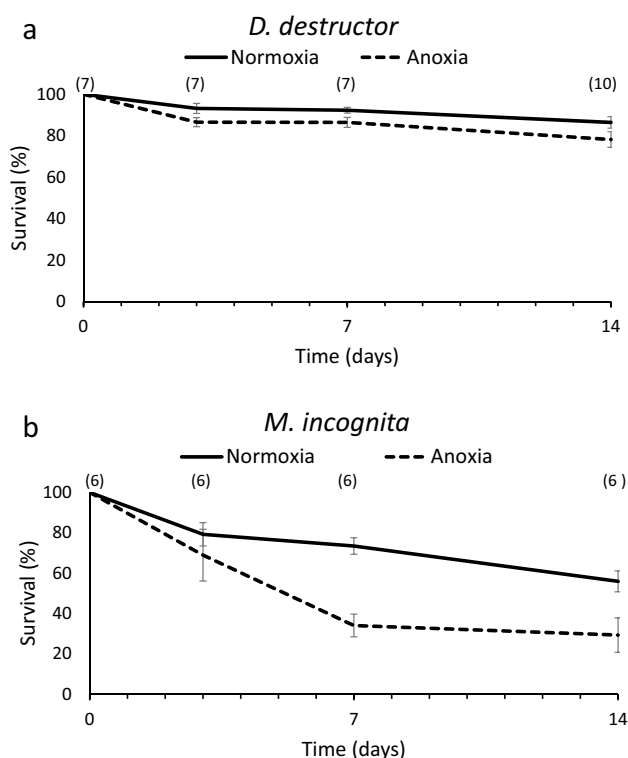 a
D. destructor
Normoxia Anoxia
(7) (7) (7) (10)
100
80
60
40
20
0
Survival (%)
0 7 14
Time (days)
b
M. incognita
Normoxia Anoxia
(6) (6) (6) (6 )
100
80
60
40
20
0
Survival (%)
0 7 14
Time (days)